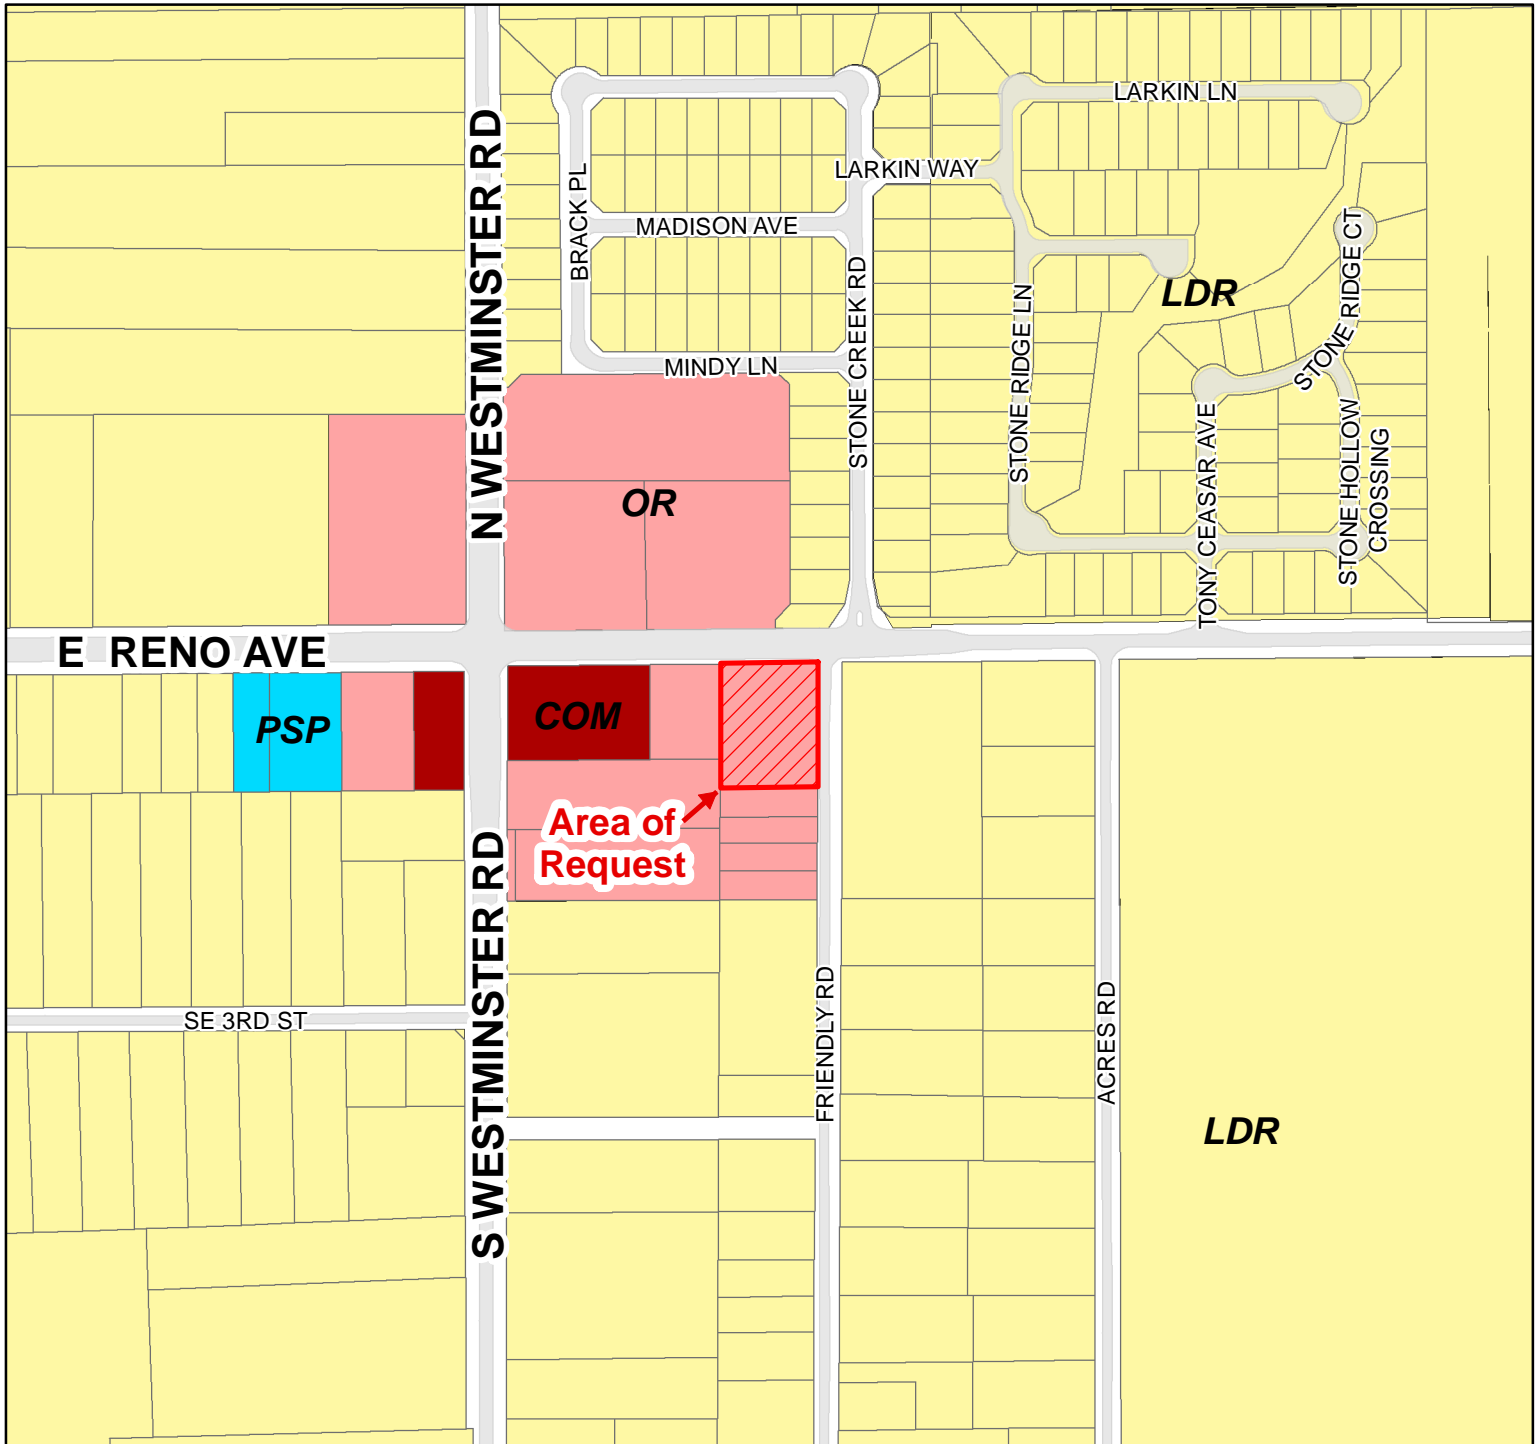 LARKIN LN
N WESTMINSTER RD
LARKIN WAY
BRACK PL
MADISON AVE
STONE RIDGE CT
STONE CREEK RD
LDR
STONE RIDGE LN
STONE RIDGE
MINDY LN
TONY CEASAR AVE
STONE HOLLOW
CROSSING
OR
E RENO AVE
PSP
COM
Area of
Request
S WESTMINSTER RD
FRIENDLY RD
ACRES RD
SE 3RD ST
LDR